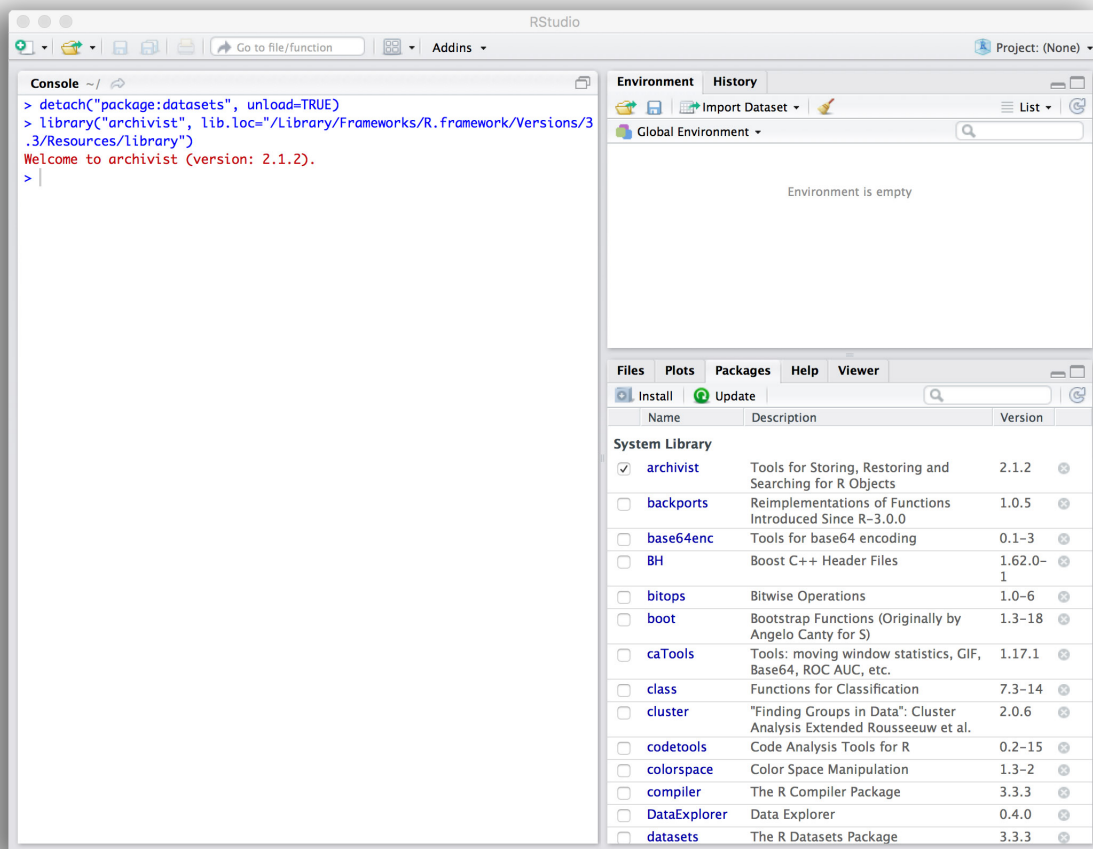 RStudio
Go to file/function
Addins
Project: (None)
Console ~/
> detach("package:datasets", unload=TRUE)
> library("archivist", lib.loc="/Library/Frameworks/R.framework/Versions/3
.3/Resources/library")
Welcome to archivist (version: 2.1.2).
>
Environment History
Import Dataset
List
Global Environment
Environment is empty
Files Plots Packages Help Viewer
Install Update
Name Description Version
System Library
archivist Tools for Storing, Restoring and 2.1.2
Searching for R Objects
backports Reimplementations of Functions 1.0.5
Introduced Since R-3.0.0
base64enc Tools for base64 encoding 0.1-3
BH Boost C++ Header Files 1.62.0-
1
bitops Bitwise Operations 1.0-6
boot Bootstrap Functions (Originally by 1.3-18
Angelo Canty for S)
caTools Tools: moving window statistics, GIF, 1.17.1
Base64, ROC AUC, etc.
class Functions for Classification 7.3-14
cluster "Finding Groups in Data": Cluster 2.0.6
Analysis Extended Rousseeuw et al.
codetools Code Analysis Tools for R 0.2-15
colorspace Color Space Manipulation 1.3-2
compiler The R Compiler Package 3.3.3
DataExplorer Data Explorer 0.4.0
datasets The R Datasets Package 3.3.3